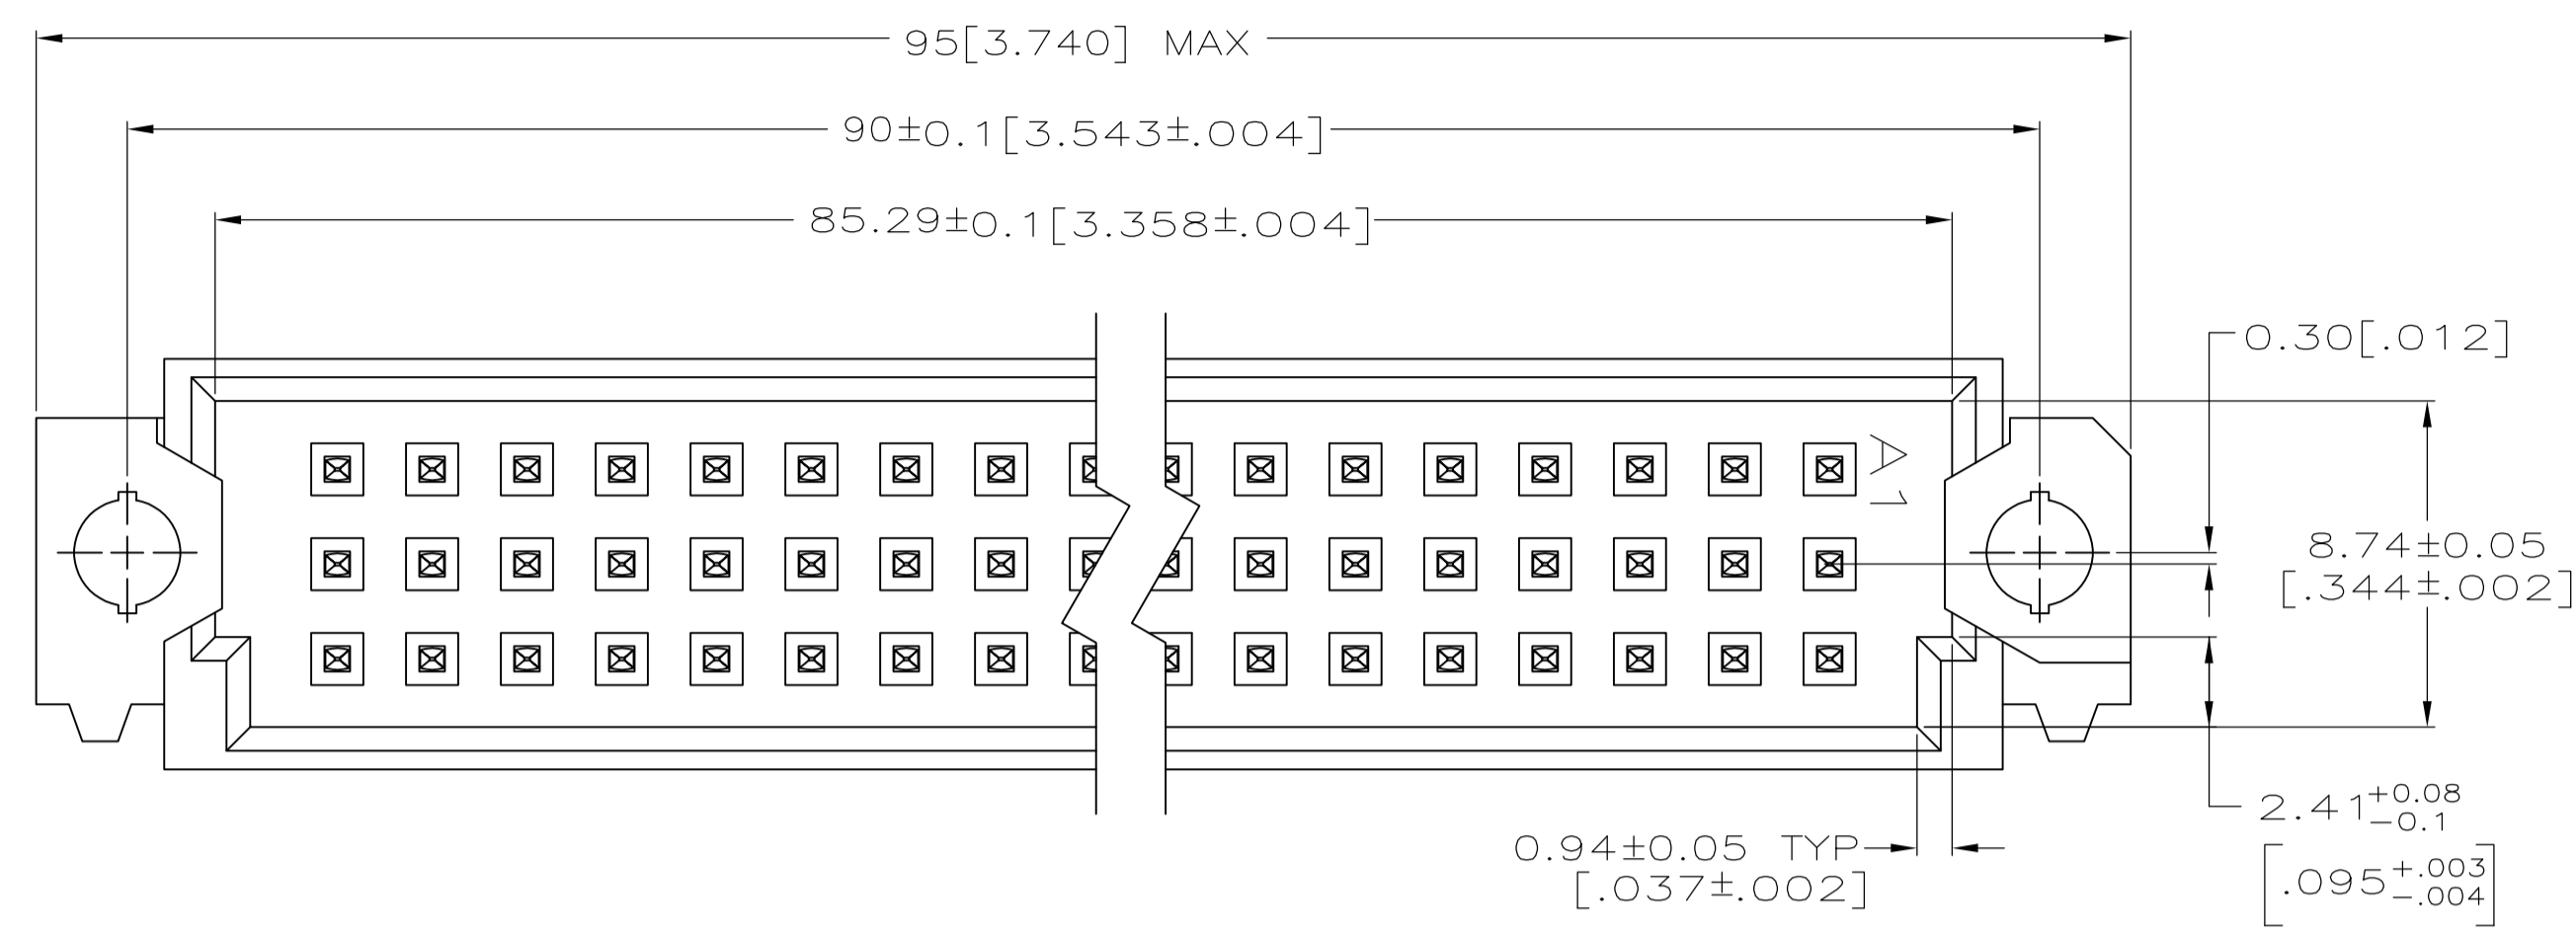 95[3.740] MAX
90±0.1[3.543±.004]
85.29±0.1[3.358±.004]
0.30[.012]
A 1
8.74±0.05
[.344±.002]
2.41 +0.08 -0.1
[.095 +.003 -.004]
0.94±0.05 TYP
[.037±.002]